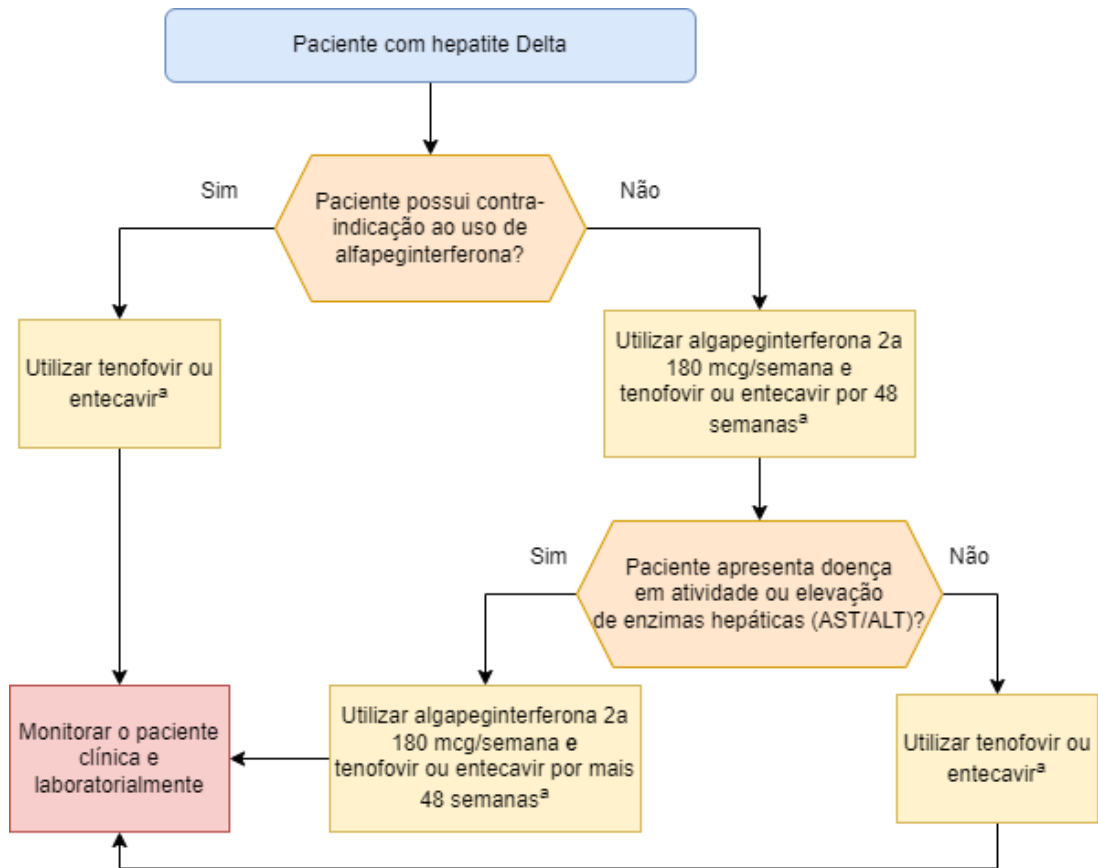 Paciente com hepatite Delta
Sim
Não
Paciente possui contra-
indicação ao uso de
alfapeginterferona?
Utilizar tenofovir ou
entecavirª
Utilizar algapeginterferona 2a
180 mcg/semana e
tenofovir ou entecavir por 48
semanasª
Sim
Não
Paciente apresenta doença
em atividade ou elevação
de enzimas hepáticas (AST/ALT)?
Monitorar o paciente
clínica e
laboratorialmente
Utilizar algapeginterferona 2a
180 mcg/semana e
tenofovir ou entecavir por mais
48 semanasª
Utilizar tenofovir ou
entecavirª